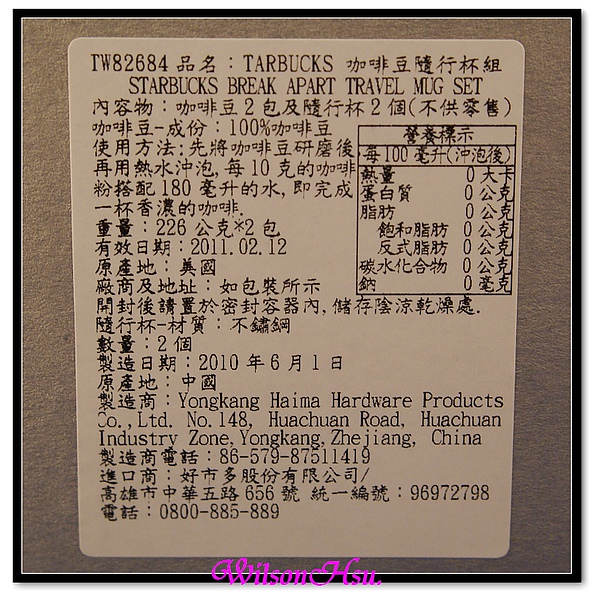 TW82684 品名：TARBUCKS 咖啡豆隨行杯組
STARBUCKS BREAK APART TRAVEL MUG SET
內容物：咖啡豆2包及隨行杯2個(不供零售)
咖啡豆-成份：100%咖啡豆
使用方法:先將咖啡豆研磨後
再用熱水沖泡,每10克的咖啡
粉搭配180毫升的水,即完成
一杯香濃的咖啡.
重量：226公克*2包
有效日期：2011.02.12
原產地：美國
廠商及地址：如包裝所示
開封後請置於密封容器內,儲存陰涼乾燥處.
營養標示
每100毫升(沖泡後)
熱量 0大卡
蛋白質 0公克
脂肪 0公克
飽和脂肪 0公克
反式脂肪 0公克
碳水化合物 0公克
鈉 0毫克
隨行杯-材質：不鏽鋼
數量：2個
製造日期：2010年6月1日
原產地：中國
製造商：Yongkang Haima Hardware Products
Co.,Ltd. No.148, Huachuan Road, Huachuan
Industry Zone,Yongkang,Zhejiang, China
製造商電話：86-579-87511419
進口商：好市多股份有限公司/
高雄市中華五路656號 統一編號：96972798
電話：0800-885-889
WilsonHsu.